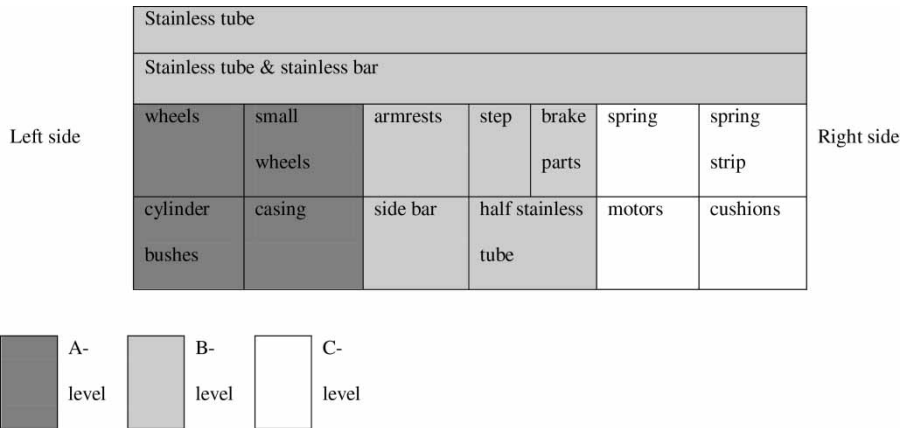 Stainless tube
Stainless tube & stainless bar
Left side
wheels
small
wheels
armrests
step
brake
parts
spring
spring
strip
Right side
cylinder
bushes
casing
side bar
half stainless
tube
motors
cushions
A-
level
B-
level
C-
level